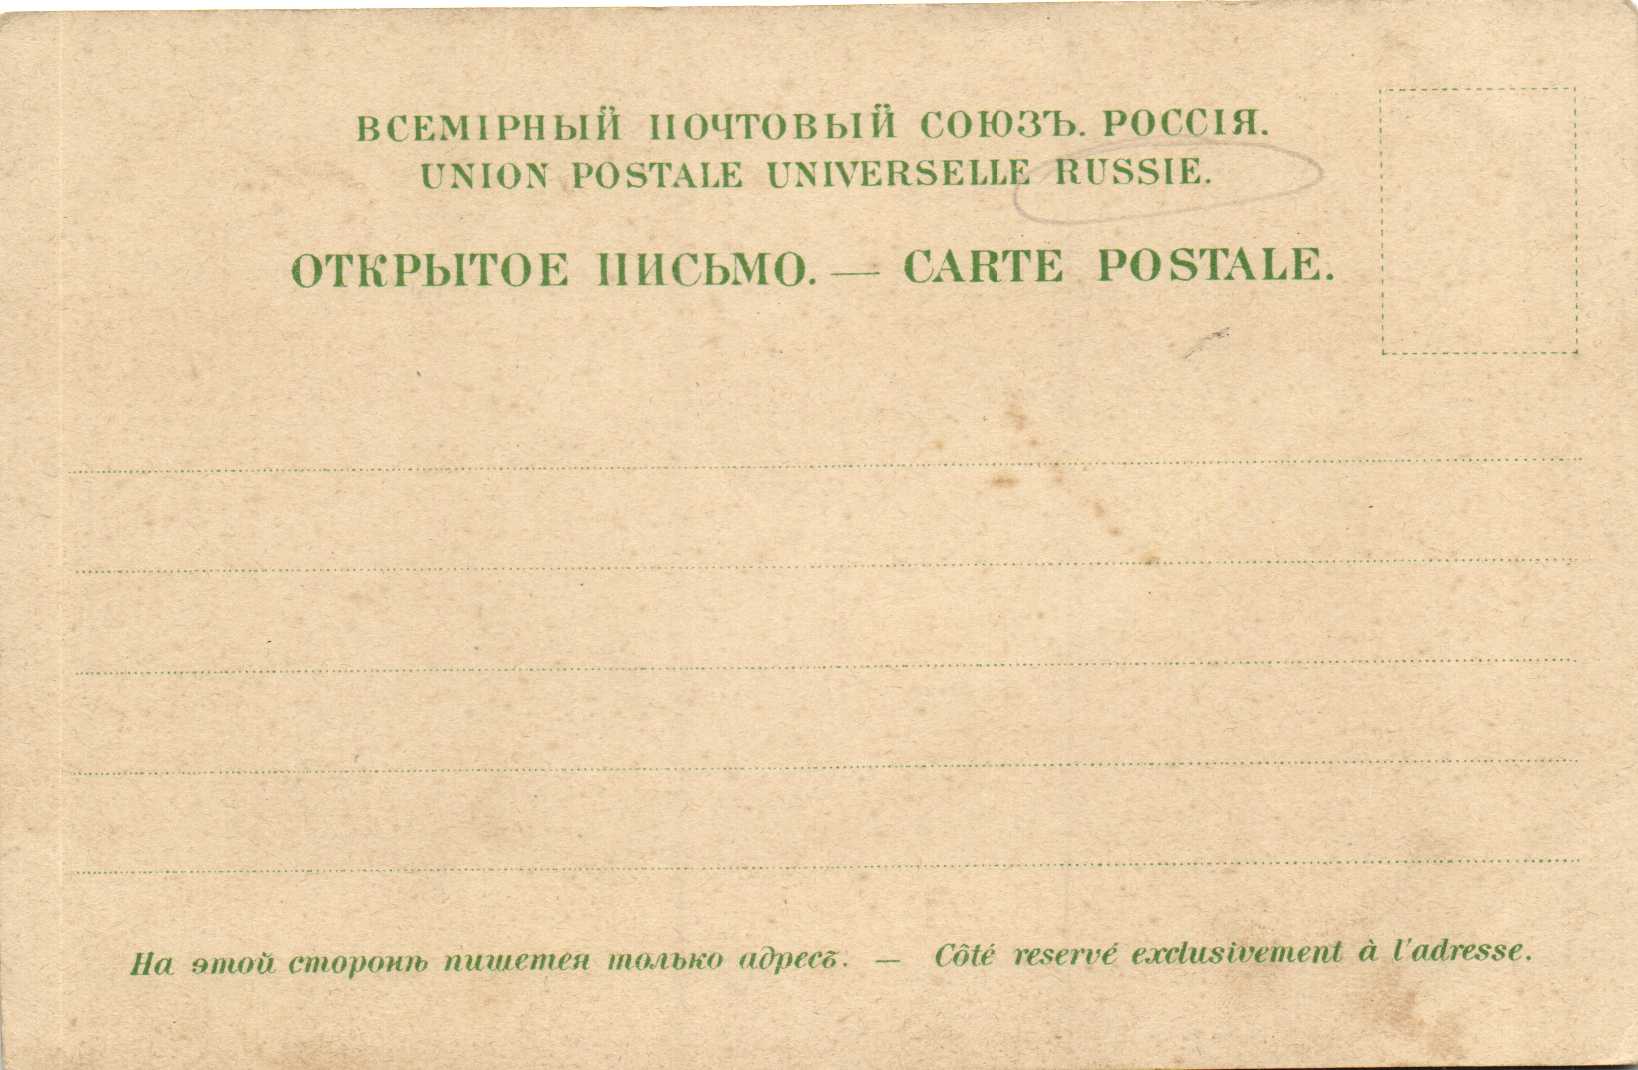 ВСЕМІРНЫЙ ПОЧТОВЫЙ СОЮЗЪ. РОССІЯ.
UNION POSTALE UNIVERSELLE RUSSIE.
ОТКРЫТОЕ ПИСЬМО. — CARTE POSTALE.
На этой сторонѣ пишется только адресъ. — Côté reservé exclusivement à l'adresse.